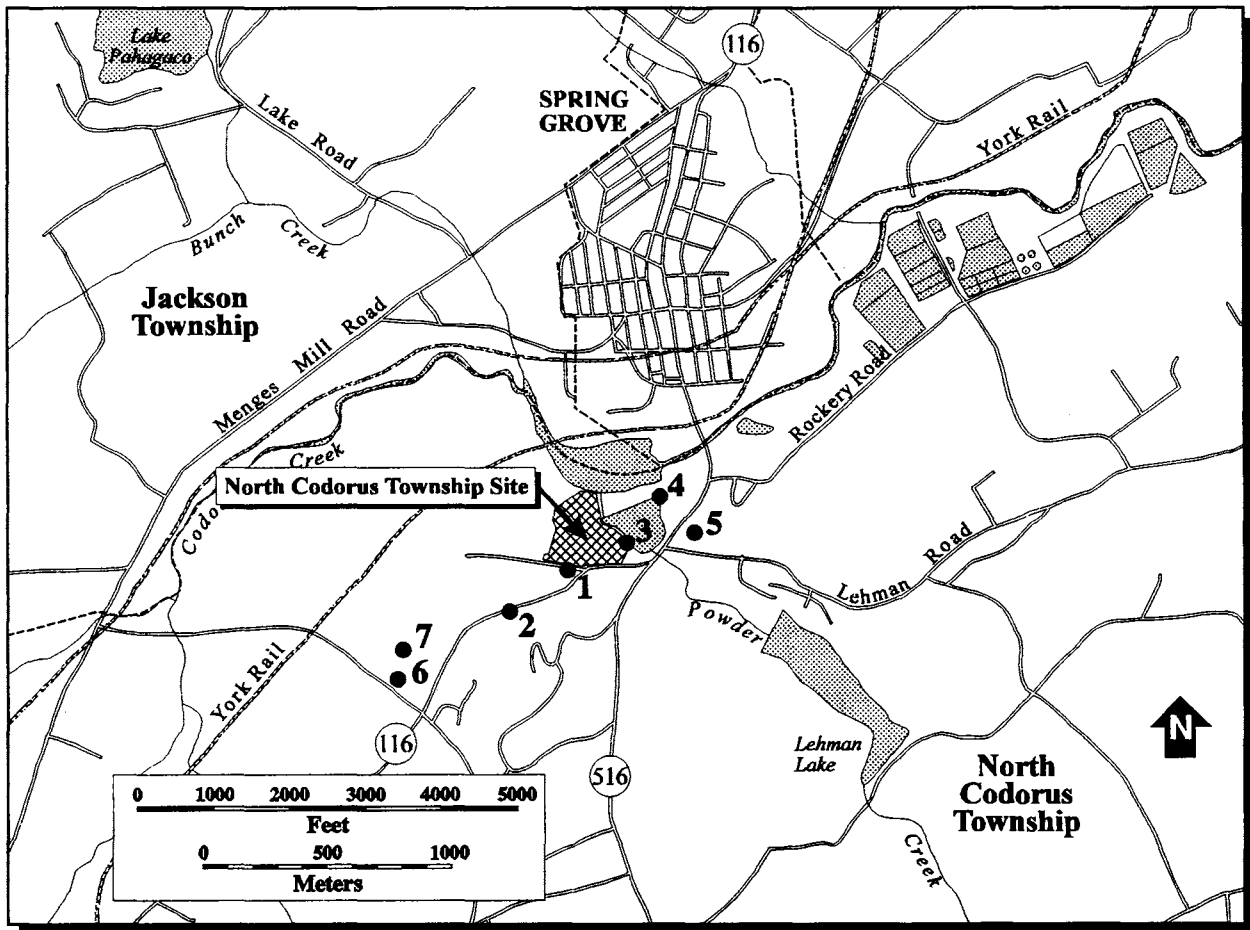 Lake
Pahagaco
116
SPRING
GROVE
Lake Road
York Rail
Bunch
Creek
Jackson
Township
Menges Mill Road
Rockery Road
Creek
North Codorus Township Site
Codo
4
3
5
1
Lehman Road
2
Powder
7
6
York Rail
116
Lehman
Lake
516
N
North
Codorus
Township
Creek
0 1000 2000 3000 4000 5000
Feet
0 500 1000
Meters